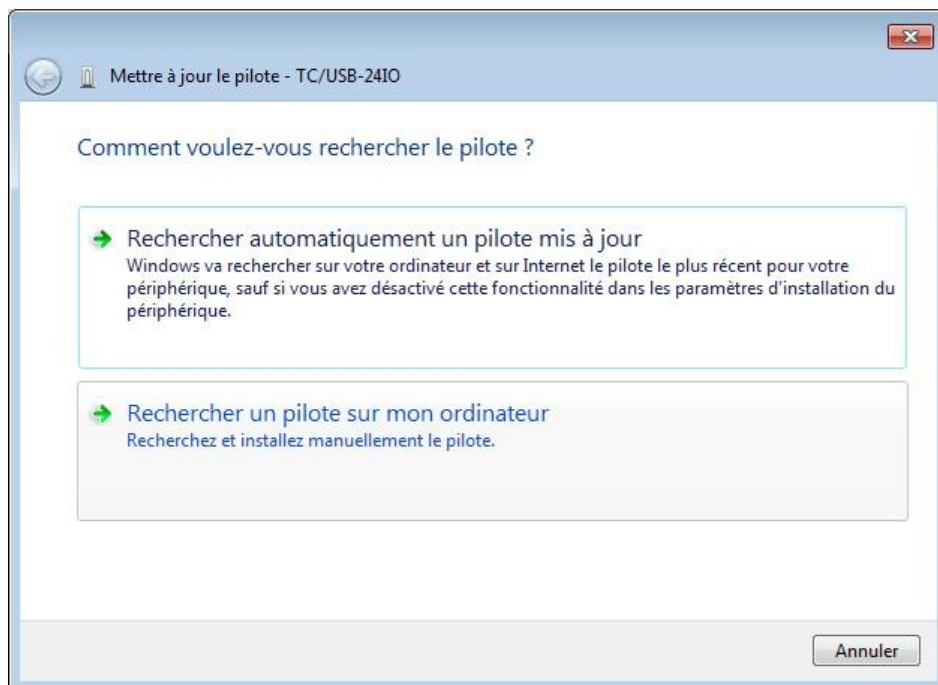 Mettre à jour le pilote - TC/USB-24IO
Comment voulez-vous rechercher le pilote ?
Rechercher automatiquement un pilote mis à jour
Windows va rechercher sur votre ordinateur et sur Internet le pilote le plus récent pour votre
périphérique, sauf si vous avez désactivé cette fonctionnalité dans les paramètres d'installation du
périphérique.
Rechercher un pilote sur mon ordinateur
Recherchez et installez manuellement le pilote.
Annuler